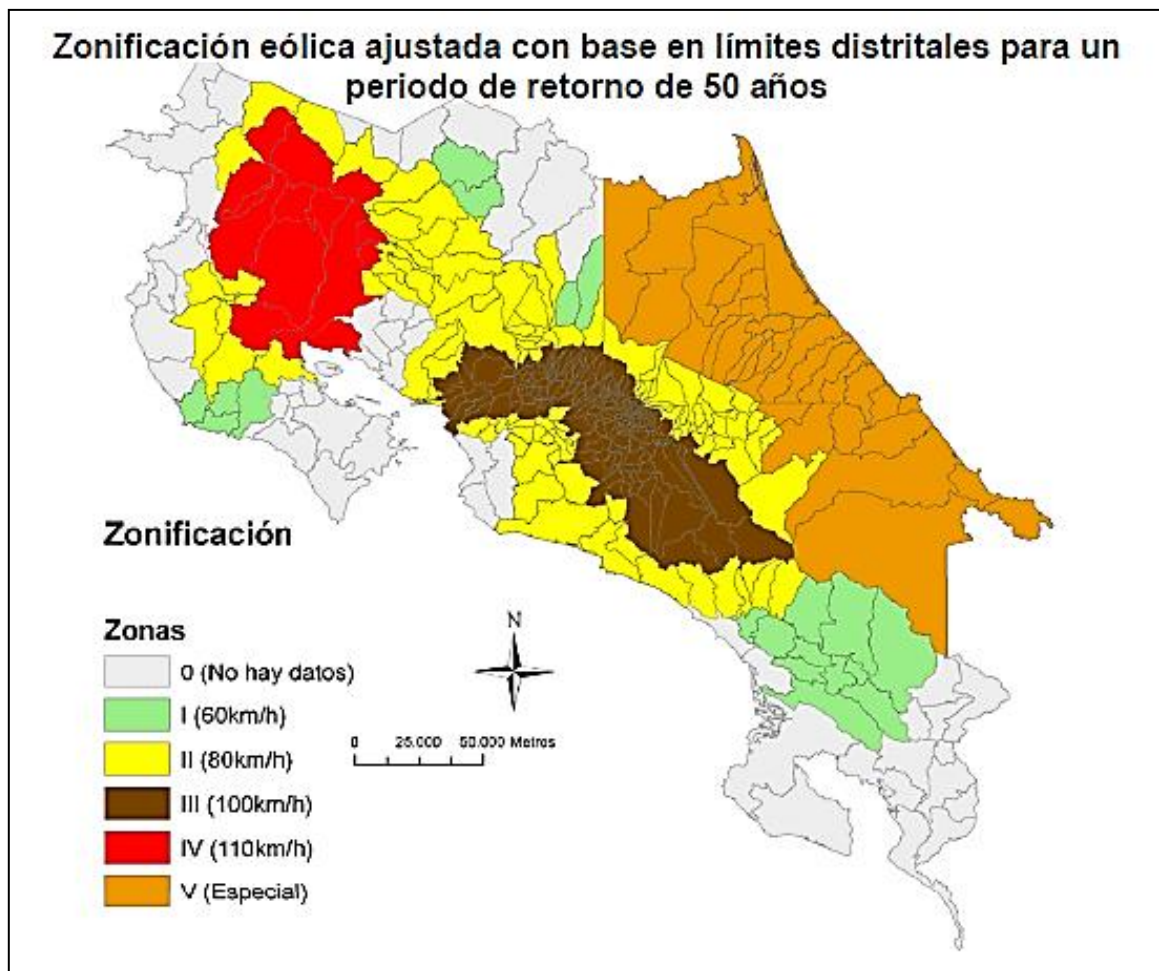 Zonificación eólica ajustada con base en límites distritales para un
periodo de retorno de 50 años
Zonificación
Zonas
0 (No hay datos)
I (60km/h)
II (80km/h)
III (100km/h)
IV (110km/h)
V (Especial)
N
0 25.000 50.000 Metros